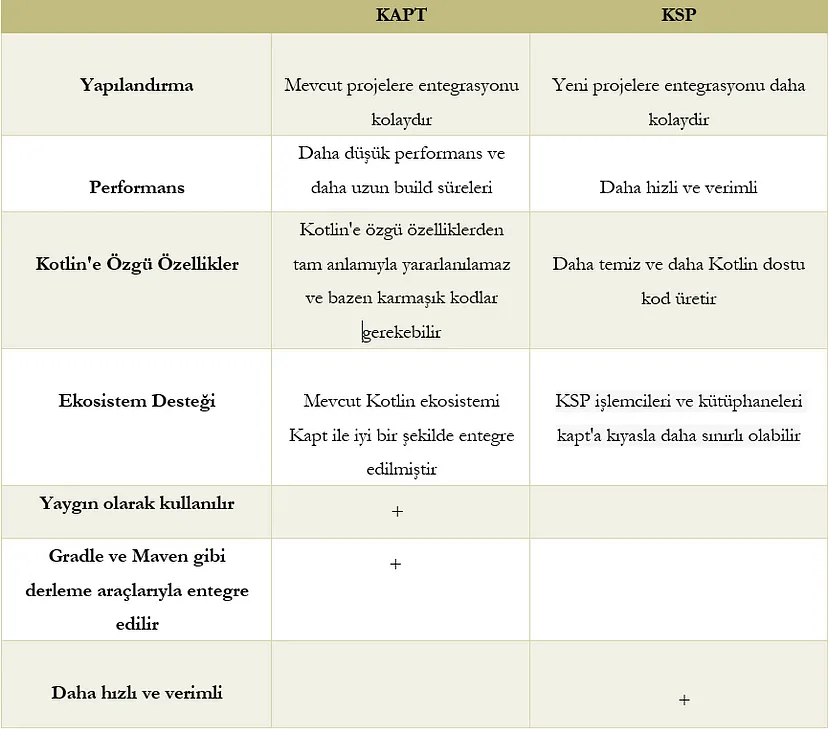 KAPT
KSP
Yapılandırma
Mevcut projelere entegrasyonu
kolaydır
Yeni projelere entegrasyonu daha
kolaydir
Performans
Daha düşük performans ve
daha uzun build süreleri
Daha hizli ve verimli
Kotlin'e Özgü Özellikler
Kotlin'e özgü özelliklerden
tam anlamıyla yararlanılamaz
ve bazen karmaşık kodlar
gerekebilir
Daha temiz ve daha Kotlin dostu
kod üretir
Ekosistem Desteği
Mevcut Kotlin ekosistemi
Kapt ile iyi bir şekilde entegre
edilmiştir
KSP işlemcileri ve kütüphaneleri
kapt'a kıyasla daha sınırlı olabilir
Yaygın olarak kullanılır
+
Gradle ve Maven gibi
derleme araçlarıyla entegre
edilir
+
Daha hızlı ve verimli
+